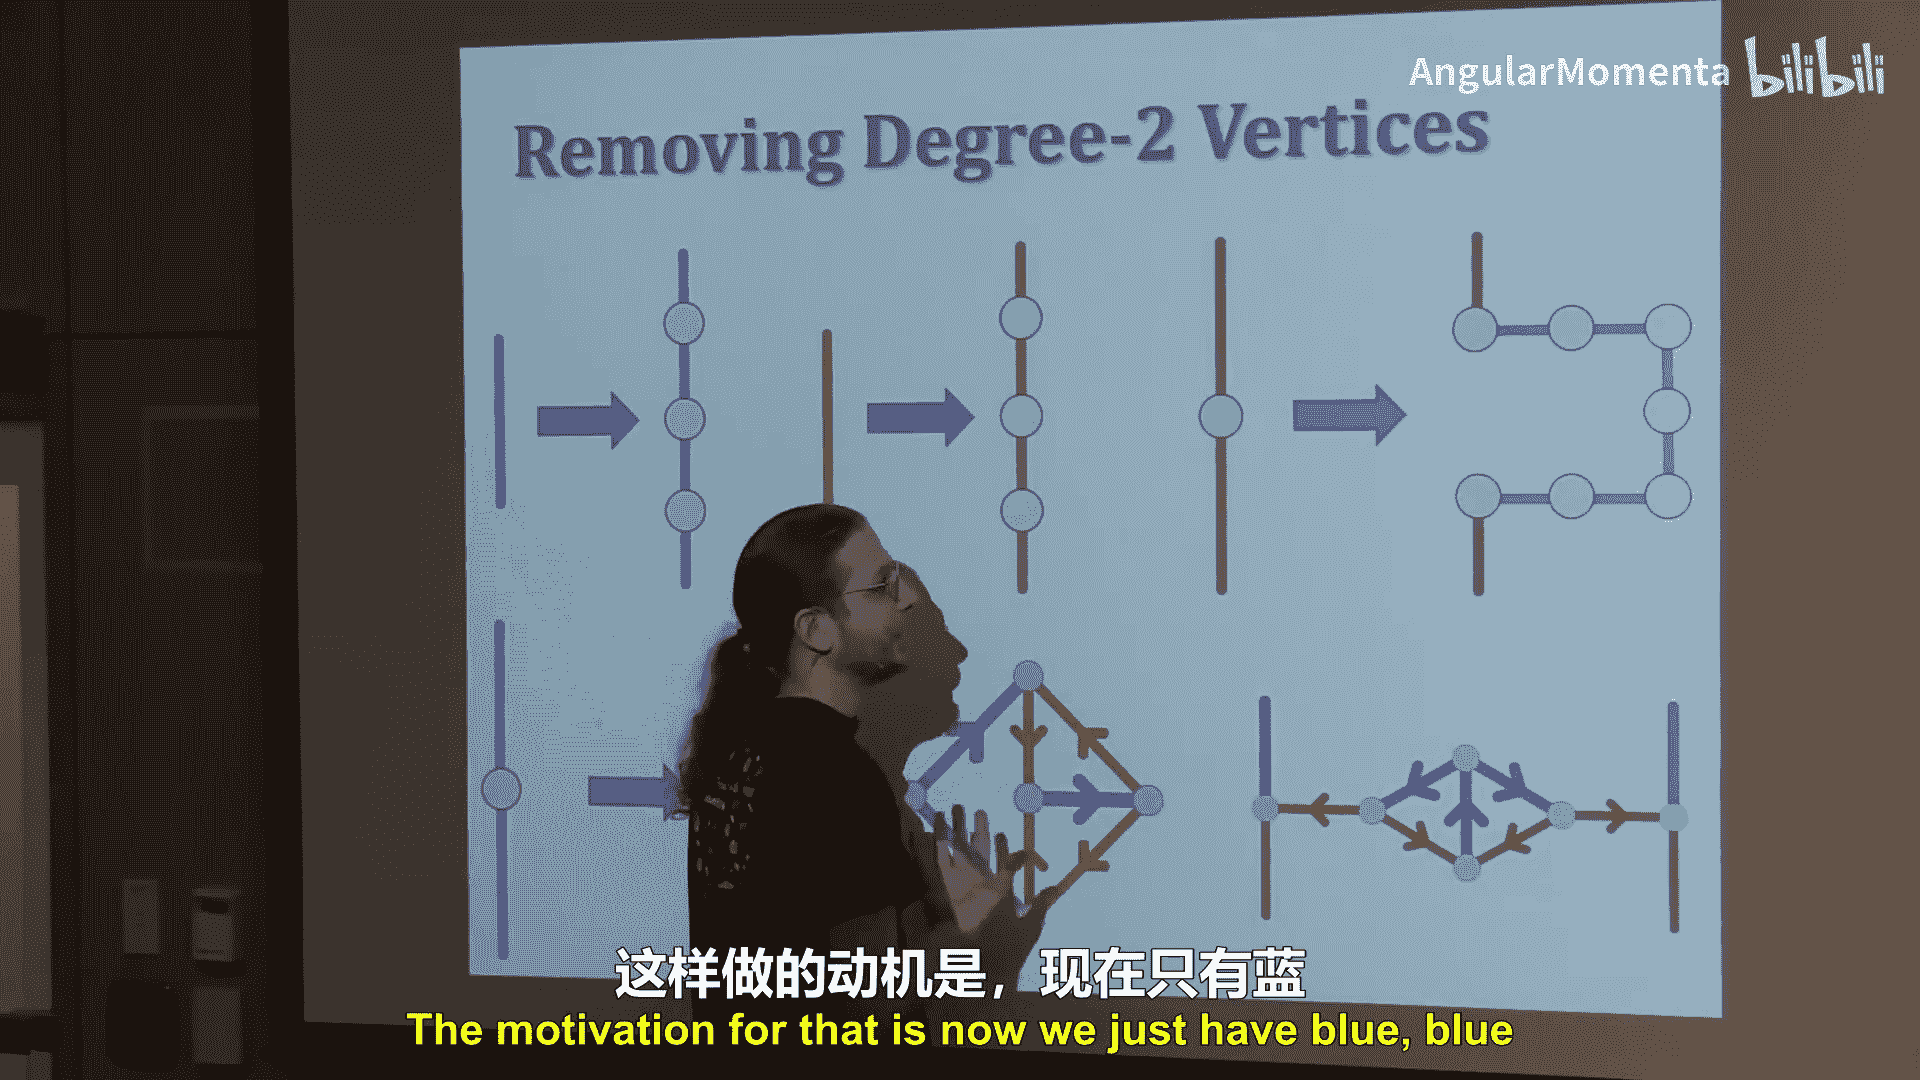 AngularMomenta bilibili
Removing Degree-2 Vertices
这样做的动机是，现在只有蓝
The motivation for that is now we just have blue, blue